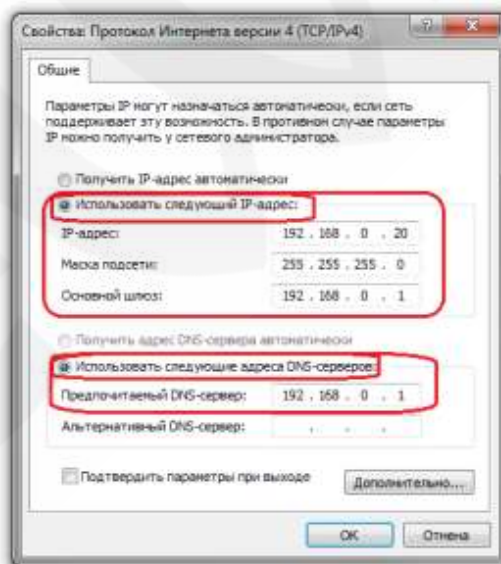 Свойства: Протокол Интернета версии 4 (TCP/IPv4)
Общие
Параметры IP могут назначаться автоматически, если сеть
поддерживает эту возможность. В противном случае параметры
IP можно получить у сетевого администратора.
Получить IP-адрес автоматически
Использовать следующий IP-адрес:
IP-адрес: 192 . 168 . 0 . 20
Маска подсети: 255 . 255 . 255 . 0
Основной шлюз: 192 . 168 . 0 . 1
Получить адрес DNS-сервера автоматически
Использовать следующие адреса DNS-серверов:
Предпочитаемый DNS-сервер: 192 . 168 . 0 . 1
Альтернативный DNS-сервер: . . .
Подтвердить параметры при выходе
Дополнительно...
OK Отмена